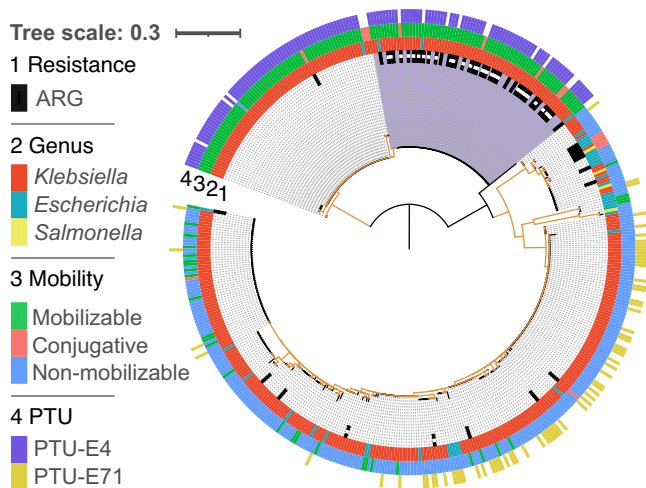 Tree scale: 0.3
1 Resistance
ARG
2 Genus
Klebsiella
Escherichia
Salmonella
3 Mobility
Mobilizable
Conjugative
Non-mobilizable
4 PTU
PTU-E4
PTU-E71
4321